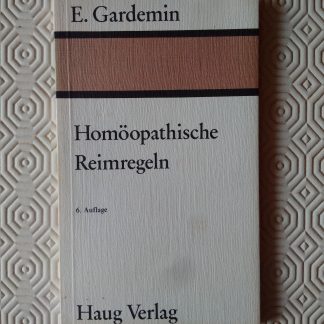 E. Gardemin
Homöopathische
Reimregeln
6. Auflage
Haug Verlag